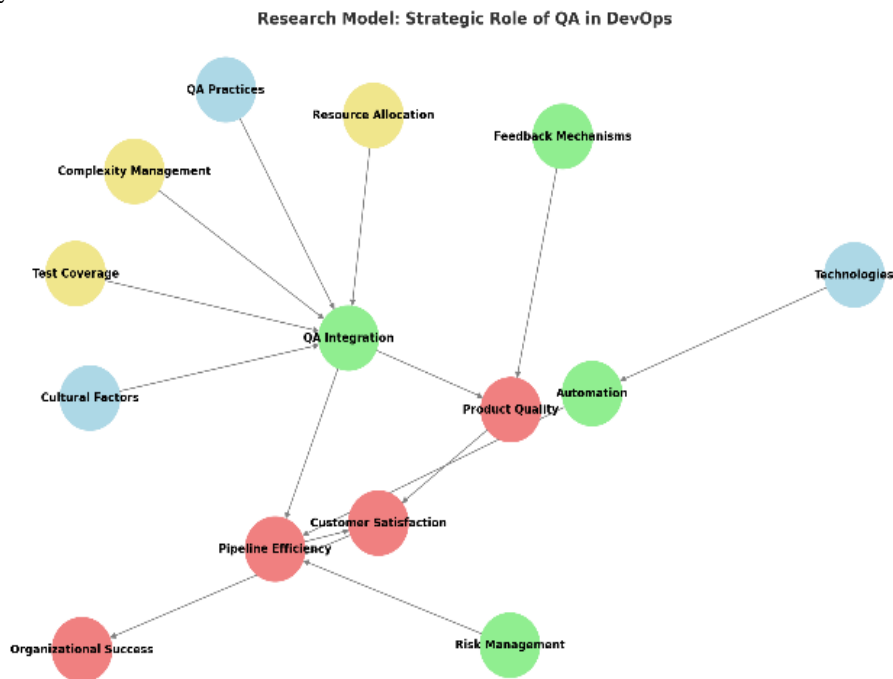 Research Model: Strategic Role of QA in DevOps
QA Practices
Resource Allocation
Feedback Mechanisms
Complexity Management
Test Coverage
Technologies
QA Integration
Cultural Factors
Automation
Product Quality
Customer Satisfaction
Pipeline Efficiency
Risk Management
Organizational Success